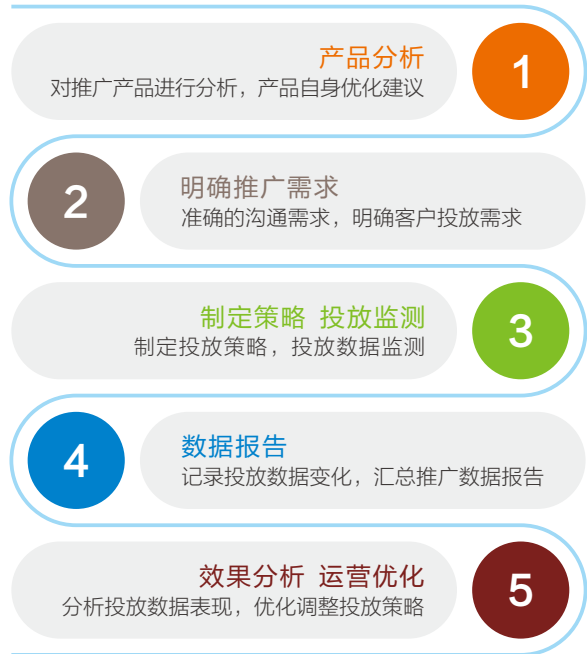 产品分析
对推广产品进行分析，产品自身优化建议
1
2
明确推广需求
准确的沟通需求，明确客户投放需求
制定策略 投放监测
制定投放策略，投放数据监测
3
4
数据报告
记录投放数据变化，汇总推广数据报告
效果分析 运营优化
分析投放数据表现，优化调整投放策略
5